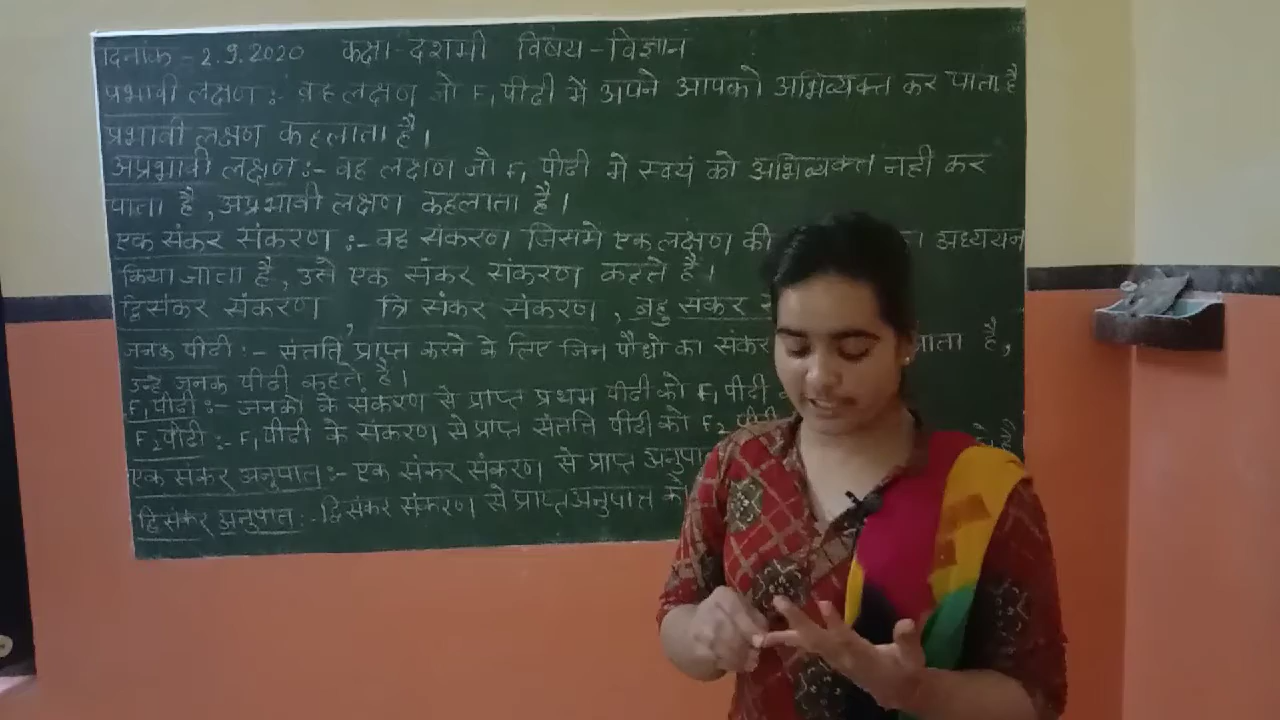 दिनांक - 2.9.2020 कक्षा - दशमी विषय - विज्ञान
प्रभावी लक्षण :- वह लक्षण जो F₁ पीढी में अपने आपको अभिव्यक्त कर पाता है
प्रभावी लक्षण कहलाता है।
अप्रभावी लक्षण :- वह लक्षण जो F₁ पीढी मे स्वयं को अभिव्यक्त नही कर
पाता है, अप्रभावी लक्षण कहलाता है।
एक संकर संकरण :- वह संकरण जिसमे एक लक्षण की अध्ययन
किया जाता है, उसे एक संकर संकरण कहते है।
द्विसंकर संकरण , त्रि संकर संकरण , बहु संकर
जनक पीढी :- संतति प्राप्त करने के लिए जिन पौधो का संकर है,
उन्हे जनक पीढी कहते है।
F₁ पीढी :- जनको के संकरण से प्राप्त प्रथम पीढी को F₁ पीढी
F₂ पीढी :- F₁ पीढी के संकरण से प्राप्त संतति पीढी को F₂ पीढी
एक संकर अनुपात :- एक संकर संकरण से प्राप्त
द्विसंकर अनुपात :- द्विसंकर संकरण से प्राप्त अनुपात को